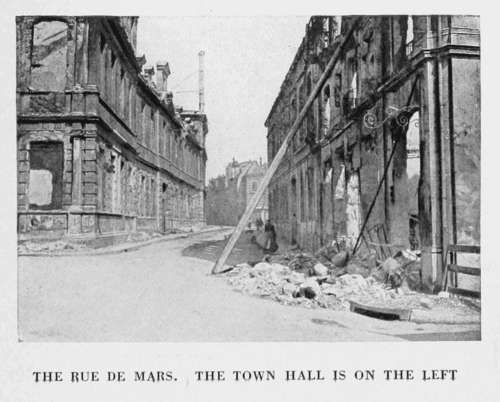 THE RUE DE MARS. THE TOWN HALL IS ON THE LEFT